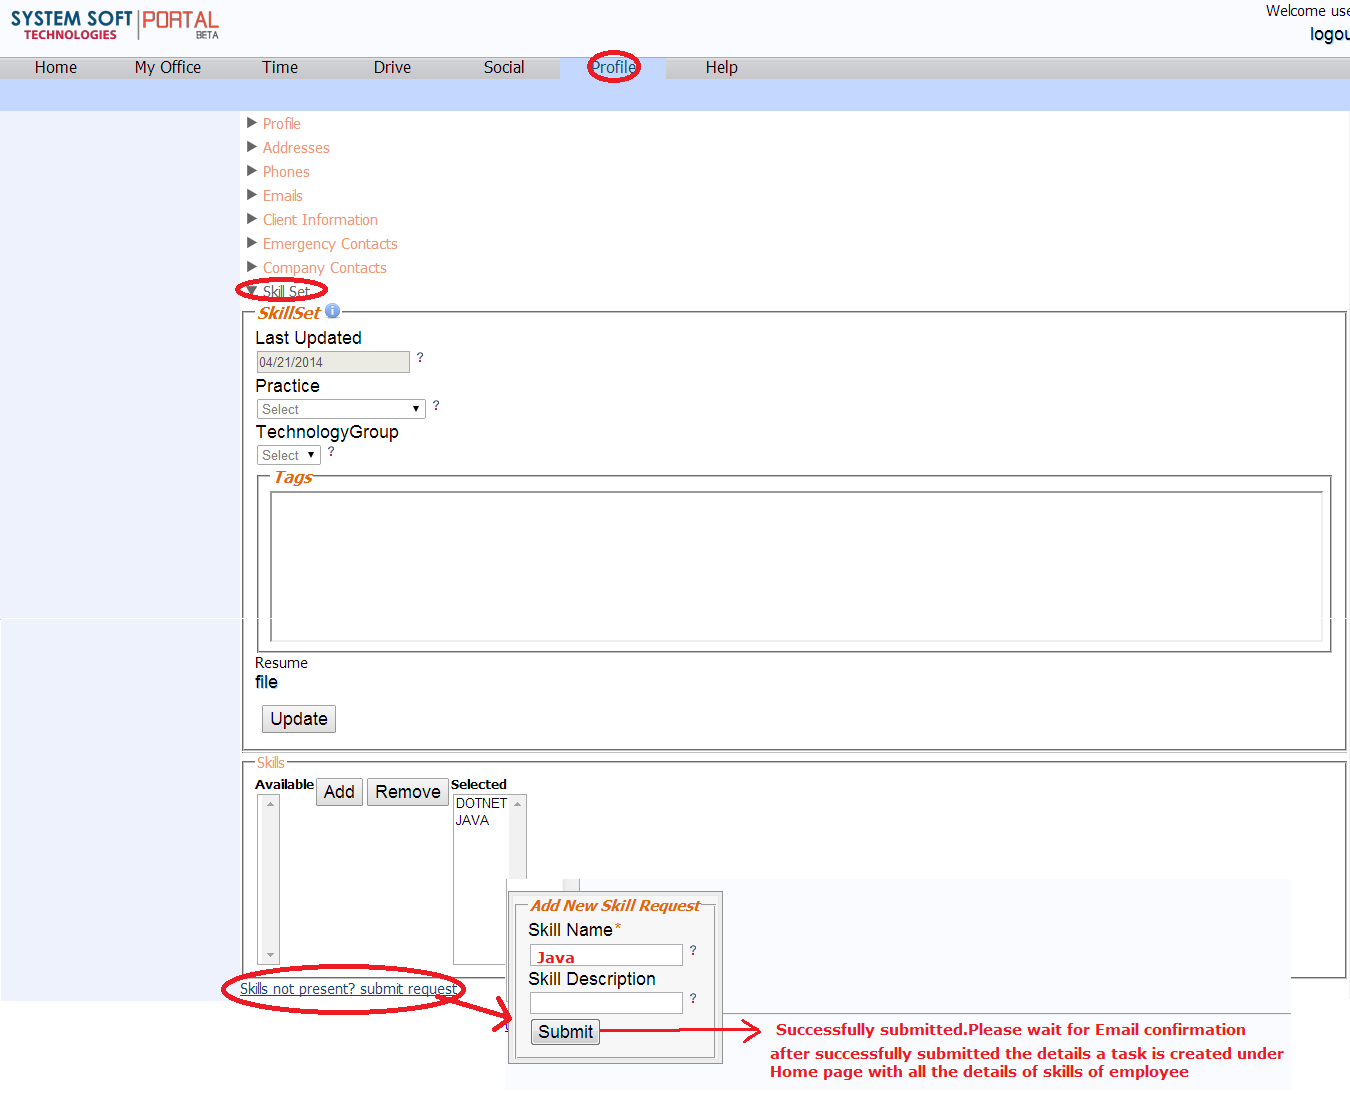 SYSTEM SOFT PORTAL
TECHNOLOGIES BETA
Welcome use
logou
Home My Office Time Drive Social Profile Help
Profile
Addresses
Phones
Emails
Client Information
Emergency Contacts
Company Contacts
Skill Set
SkillSet
Last Updated
04/21/2014 ?
Practice
Select ?
TechnologyGroup
Select ?
Tags
Resume
file
Update
Skills
Available Add Remove Selected
DOTNET
JAVA
Add New Skill Request
Skill Name*
Java ?
Skill Description
?
Skills not present? submit request
Submit
Successfully submitted.Please wait for Email confirmation
after successfully submitted the details a task is created under
Home page with all the details of skills of employee